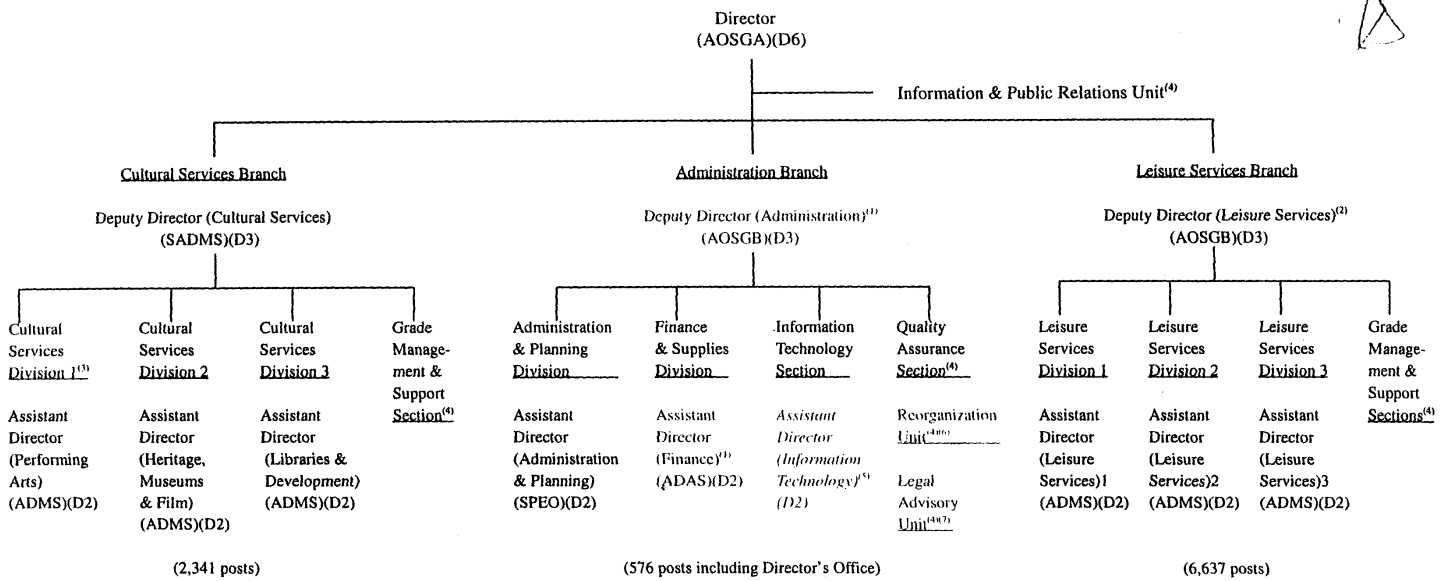 Director
(AOSGA)(D6)
Information & Public Relations Unit(4)
Cultural Services Branch
Deputy Director (Cultural Services)
(SADMS)(D3)
Cultural
Services
Division 1(3)
Assistant
Director
(Performing
Arts)
(ADMS)(D2)
Cultural
Services
Division 2
Assistant
Director
(Heritage,
Museums
& Film)
(ADMS)(D2)
Cultural
Services
Division 3
Assistant
Director
(Libraries &
Development)
(ADMS)(D2)
Grade
Manage-
ment &
Support
Section(4)
(2,341 posts)
Administration Branch
Deputy Director (Administration)(1)
(AOSGB)(D3)
Administration
& Planning
Division
Assistant
Director
(Administration
& Planning)
(SPEO)(D2)
Finance
& Supplies
Division
Assistant
Director
(Finance)(1)
(ADAS)(D2)
Information
Technology
Section
Assistant
Director
(Information
Technology)(5)
(D2)
Quality
Assurance
Section(4)
Reorganization
Unit(4)(6)
Legal
Advisory
Unit(4)(7)
(576 posts including Director's Office)
Leisure Services Branch
Deputy Director (Leisure Services)(2)
(AOSGB)(D3)
Leisure
Services
Division 1
Assistant
Director
(Leisure
Services)1
(ADMS)(D2)
Leisure
Services
Division 2
Assistant
Director
(Leisure
Services)2
(ADMS)(D2)
Leisure
Services
Division 3
Assistant
Director
(Leisure
Services)3
(ADMS)(D2)
Grade
Manage-
ment &
Support
Sections(4)
(6,637 posts)